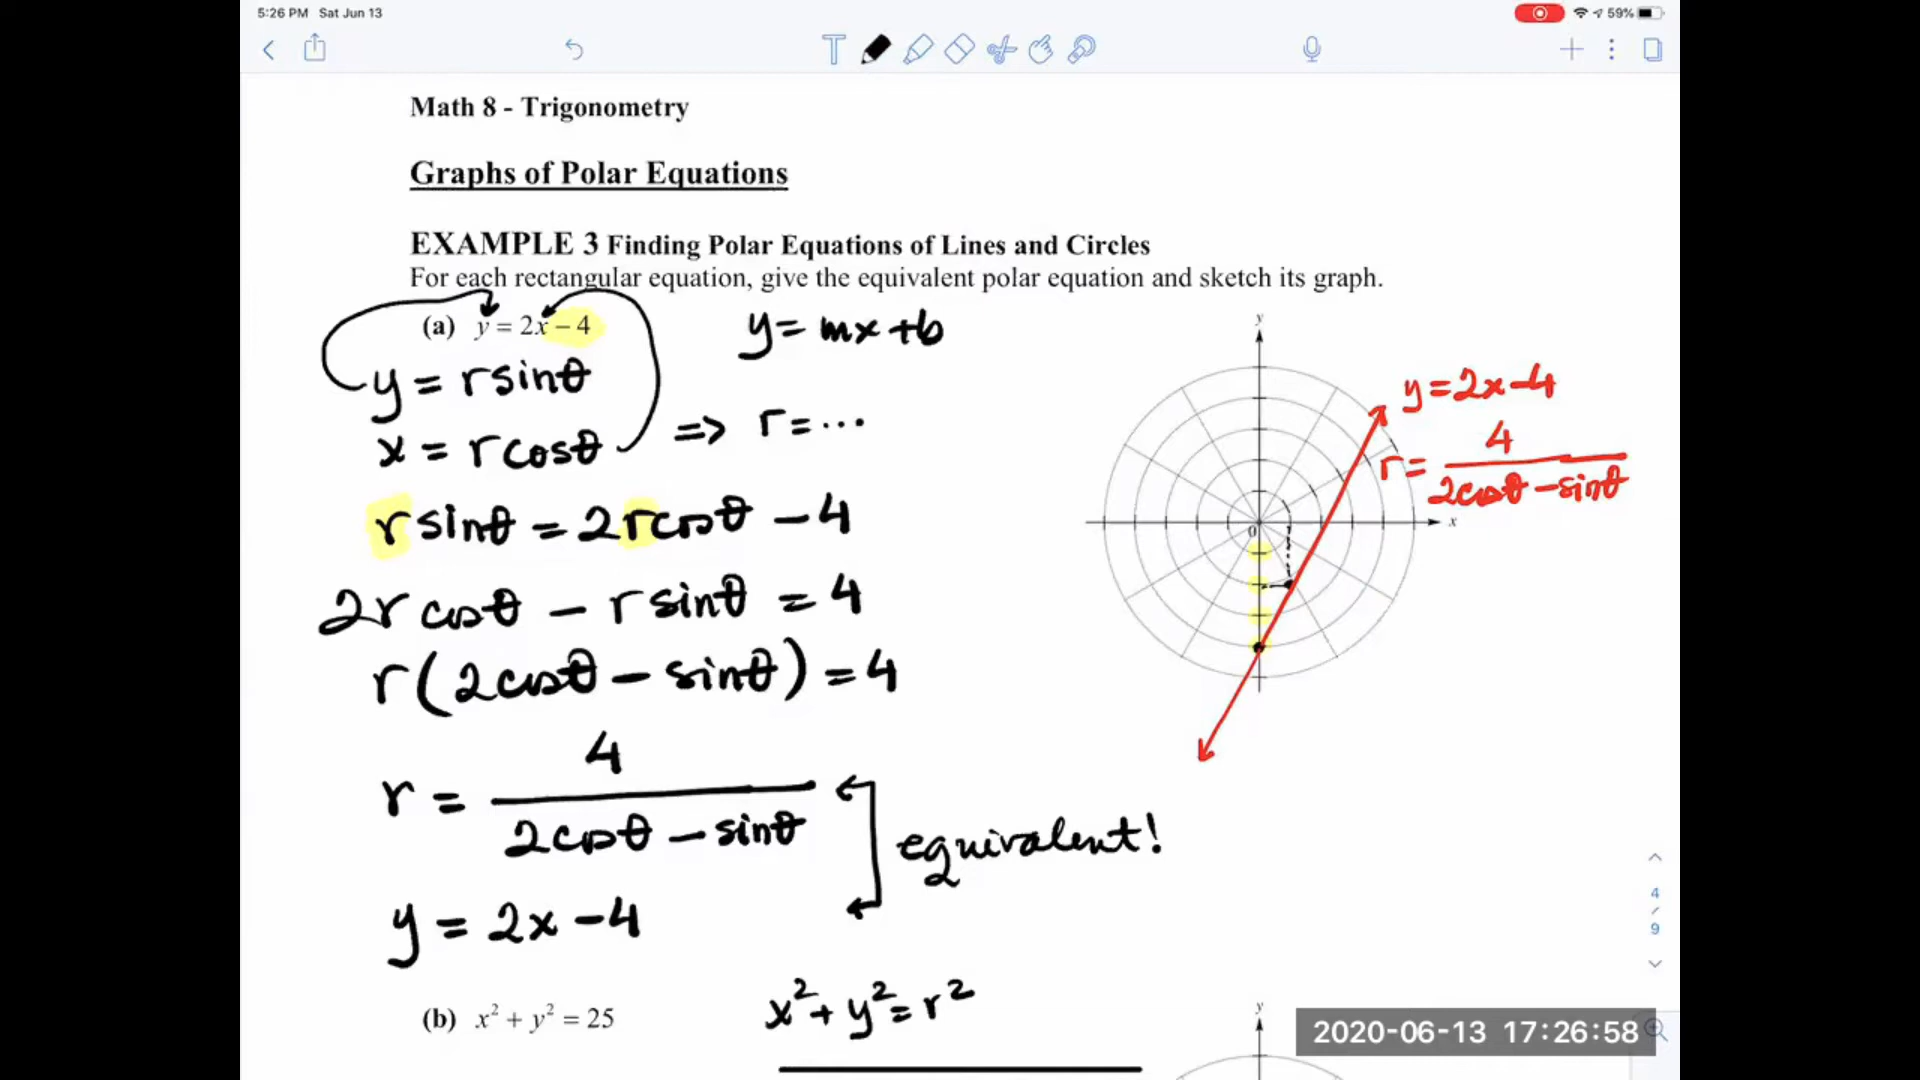 5:26 PM Sat Jun 13
59%
Math 8 - Trigonometry
Graphs of Polar Equations
EXAMPLE 3 Finding Polar Equations of Lines and Circles
For each rectangular equation, give the equivalent polar equation and sketch its graph.
(a) y = 2x − 4
y = mx + b
y = r sinθ
x = r cosθ
=> r = ...
r sinθ = 2r cosθ − 4
2r cosθ − r sinθ = 4
r(2cosθ − sinθ) = 4
r = 4 / (2cosθ − sinθ)
equivalent!
y = 2x − 4
y
y = 2x − 4
r = 4 / (2cosθ − sinθ)
0
x
(b) x² + y² = 25
x² + y² = r²
y
4
/
9
2020-06-13 17:26:58